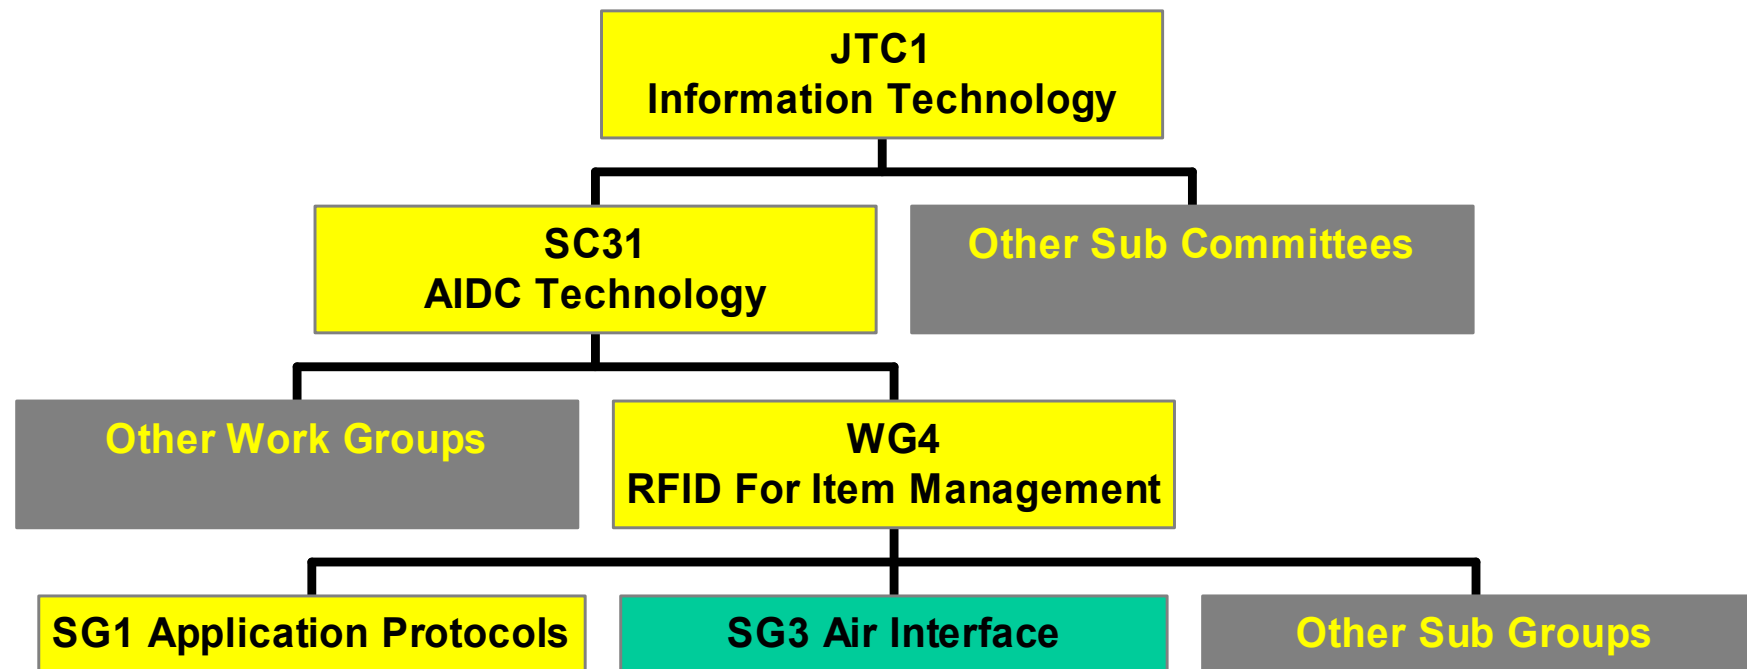 JTC1
Information Technology
SC31
AIDC Technology
Other Sub Committees
Other Work Groups
WG4
RFID For Item Management
SG1 Application Protocols
SG3 Air Interface
Other Sub Groups